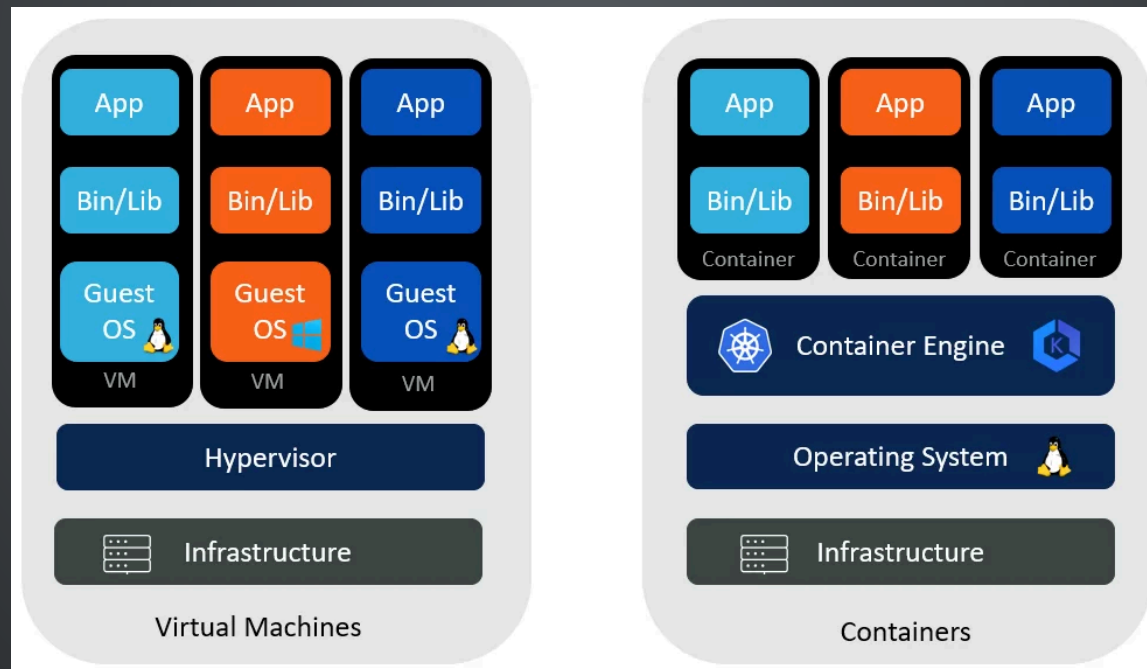 App
App
App
Bin/Lib
Bin/Lib
Bin/Lib
Guest
OS
Guest
OS
Guest
OS
VM
VM
VM
Hypervisor
Infrastructure
Virtual Machines
App
App
App
Bin/Lib
Bin/Lib
Bin/Lib
Container
Container
Container
Container Engine
K
Operating System
Infrastructure
Containers